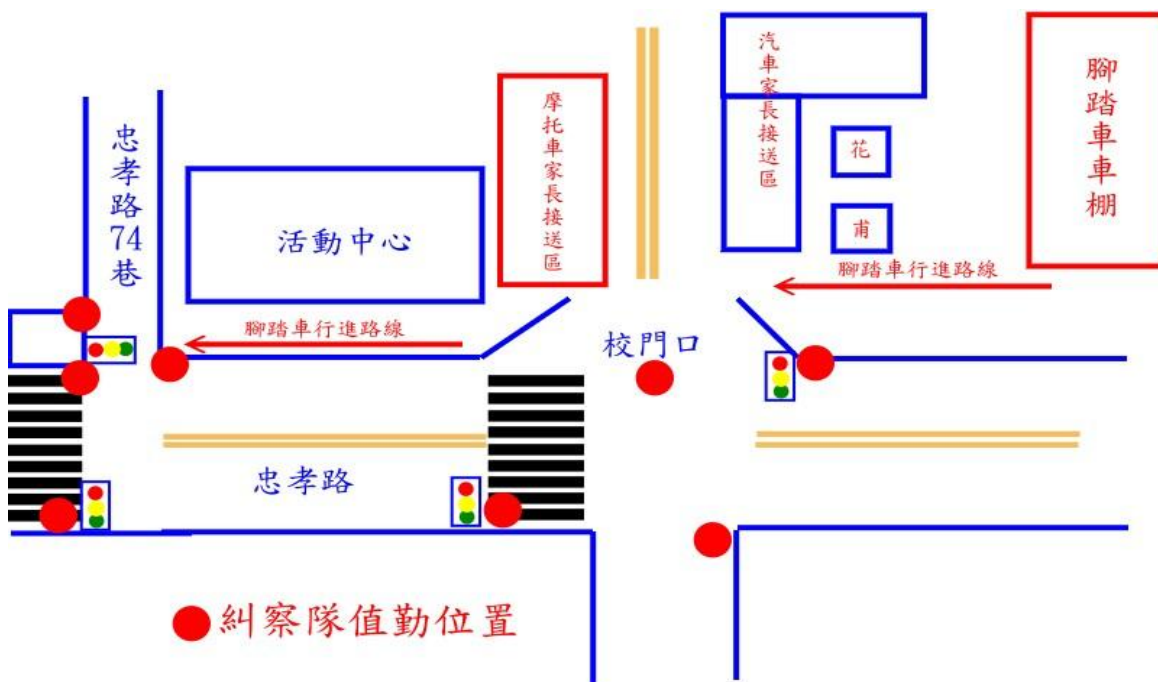 忠孝路74巷
活動中心
摩托車家長接送區
汽車家長接送區
花
甫
腳踏車車棚
腳踏車行進路線
腳踏車行進路線
校門口
忠孝路
糾察隊值勤位置